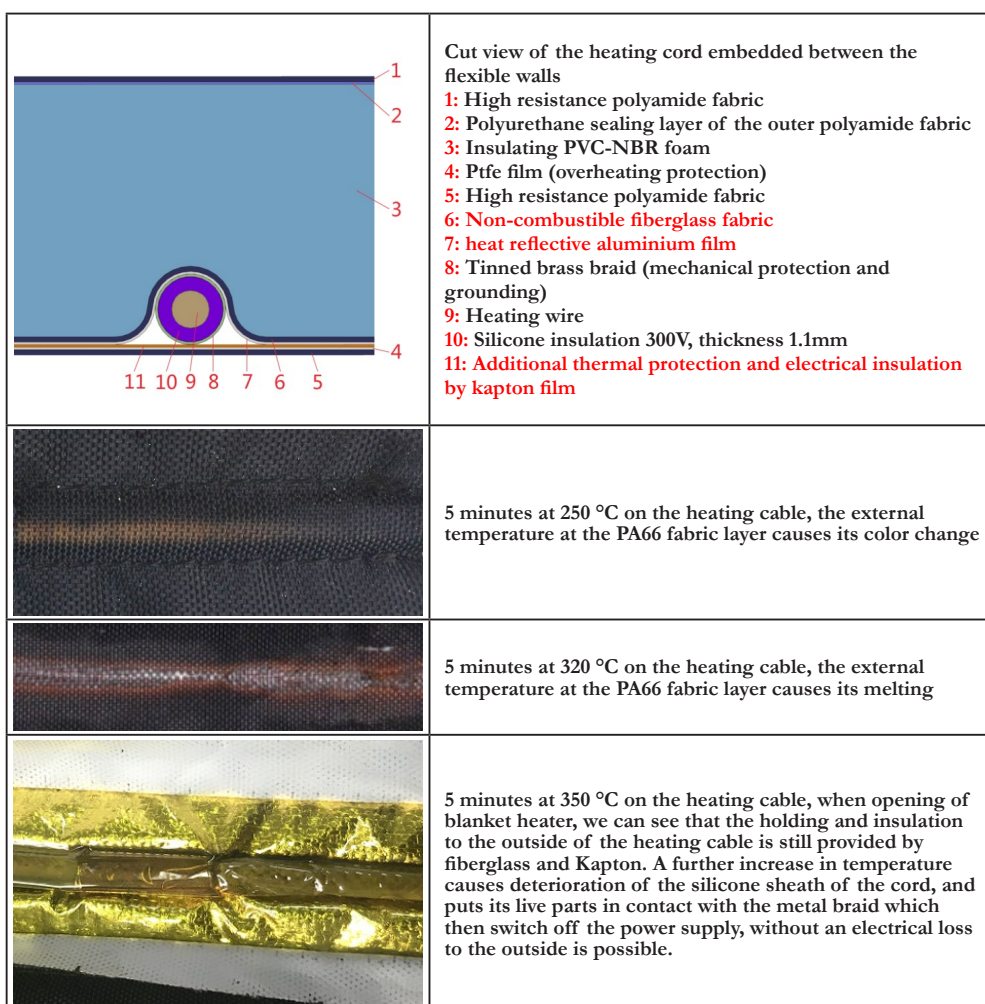 1
2
3
4
11 10 9 8 7 6 5
Cut view of the heating cord embedded between the
flexible walls
1: High resistance polyamide fabric
2: Polyurethane sealing layer of the outer polyamide fabric
3: Insulating PVC-NBR foam
4: Ptfe film (overheating protection)
5: High resistance polyamide fabric
6: Non-combustible fiberglass fabric
7: heat reflective aluminium film
8: Tinned brass braid (mechanical protection and
grounding)
9: Heating wire
10: Silicone insulation 300V, thickness 1.1mm
11: Additional thermal protection and electrical insulation
by kapton film
5 minutes at 250 °C on the heating cable, the external
temperature at the PA66 fabric layer causes its color change
5 minutes at 320 °C on the heating cable, the external
temperature at the PA66 fabric layer causes its melting
5 minutes at 350 °C on the heating cable, when opening of
blanket heater, we can see that the holding and insulation
to the outside of the heating cable is still provided by
fiberglass and Kapton. A further increase in temperature
causes deterioration of the silicone sheath of the cord, and
puts its live parts in contact with the metal braid which
then switch off the power supply, without an electrical loss
to the outside is possible.